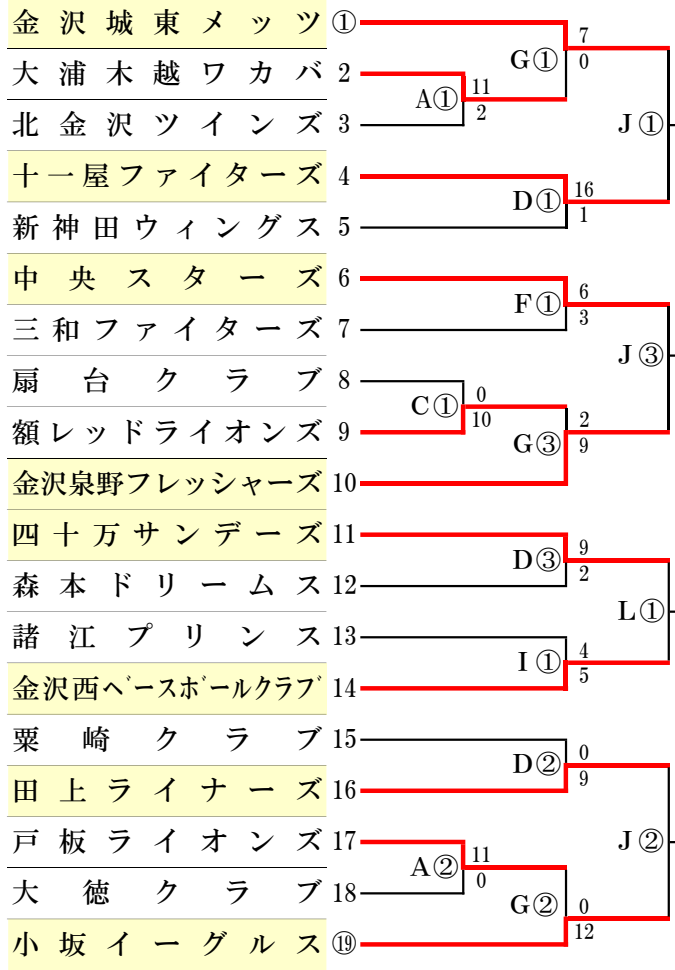 金沢城東メッツ ①
7
G① 0
大浦木越ワカバ 2
11
A① 2
北金沢ツインズ 3
J①
十一屋ファイターズ 4
16
D① 1
新神田ウィングス 5
中央スターズ 6
6
F① 3
三和ファイターズ 7
J③
扇台クラブ 8
0
C① 10
額レッドライオンズ 9
2
G③ 9
金沢泉野フレッシャーズ 10
四十万サンデーズ 11
9
D③ 2
森本ドリームス 12
L①
諸江プリンス 13
4
I① 5
金沢西ベースボールクラブ 14
粟崎クラブ 15
0
D② 9
田上ライナーズ 16
戸板ライオンズ 17
J②
11
A② 0
大徳クラブ 18
0
G② 12
小坂イーグルス ⑲